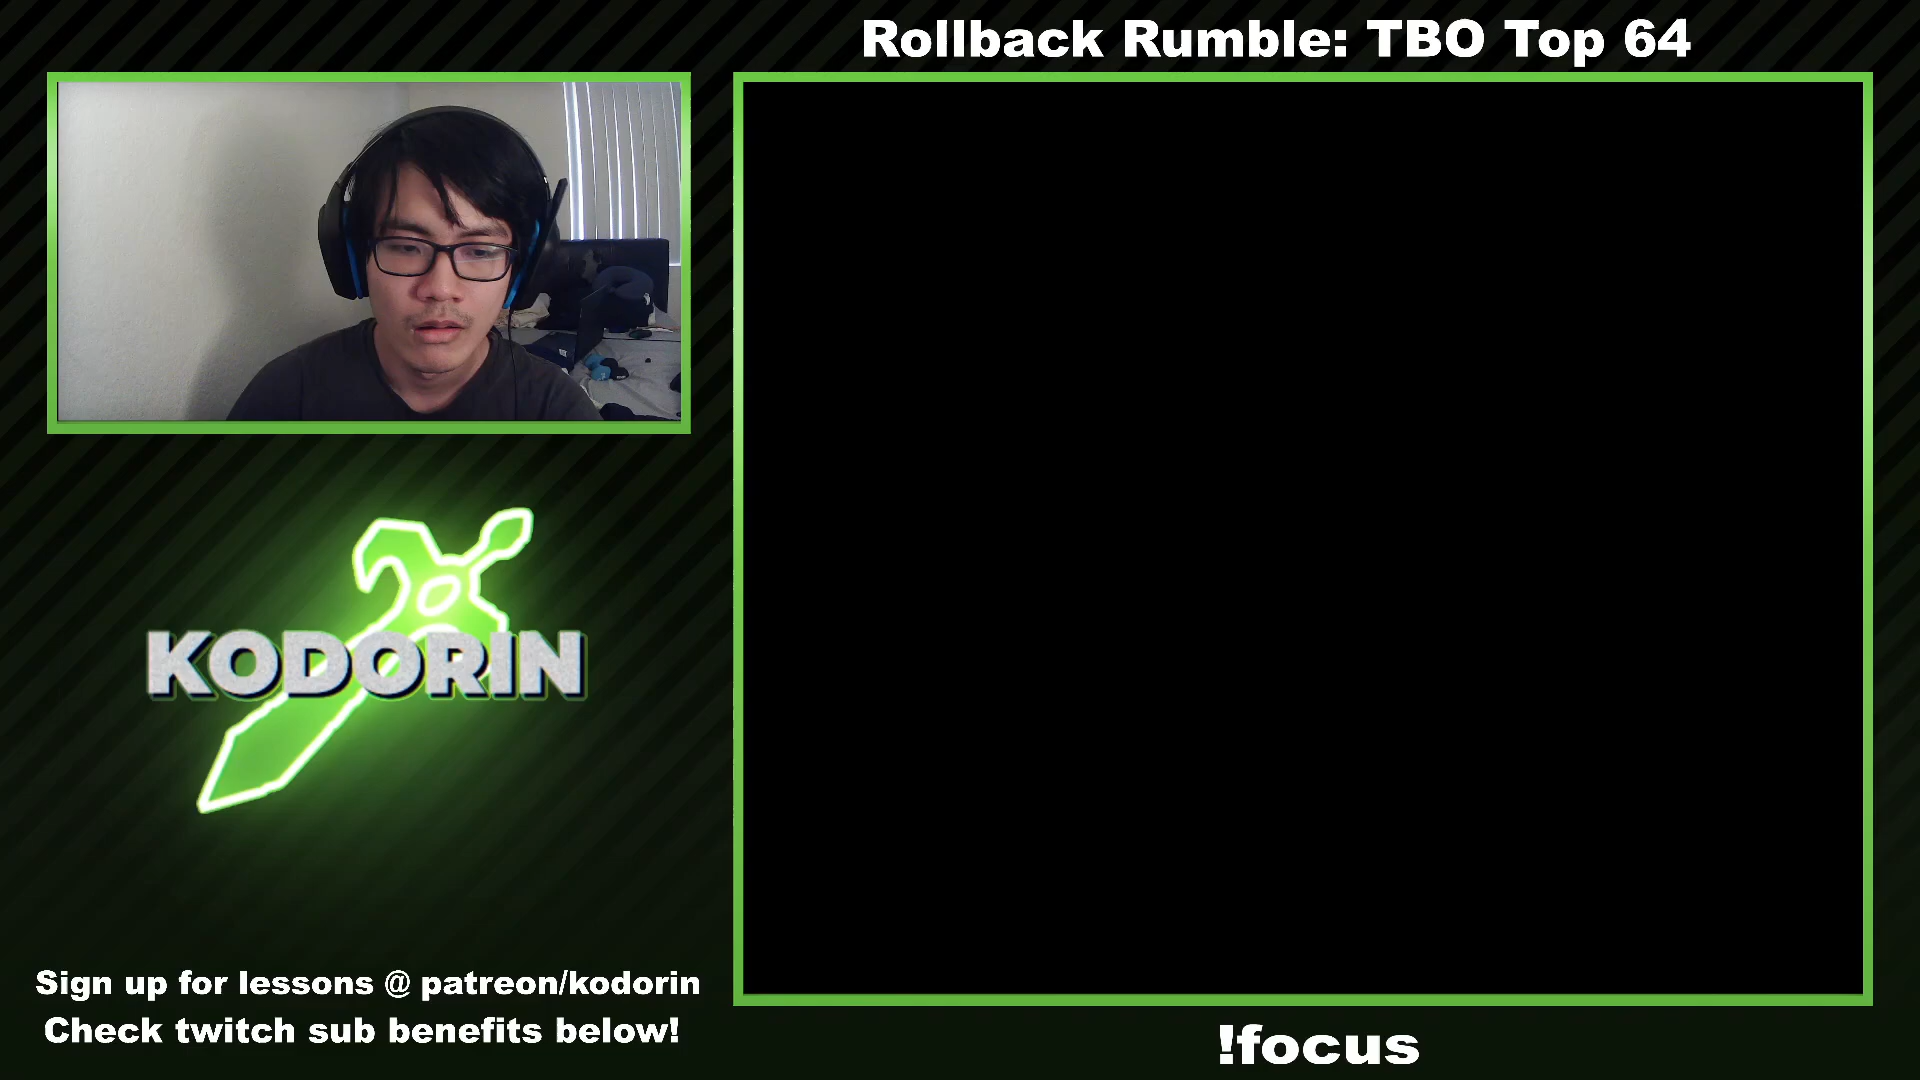 Rollback Rumble: TBO Top 64
KODORIN
Sign up for lessons @ patreon/kodorin
Check twitch sub benefits below!
!focus